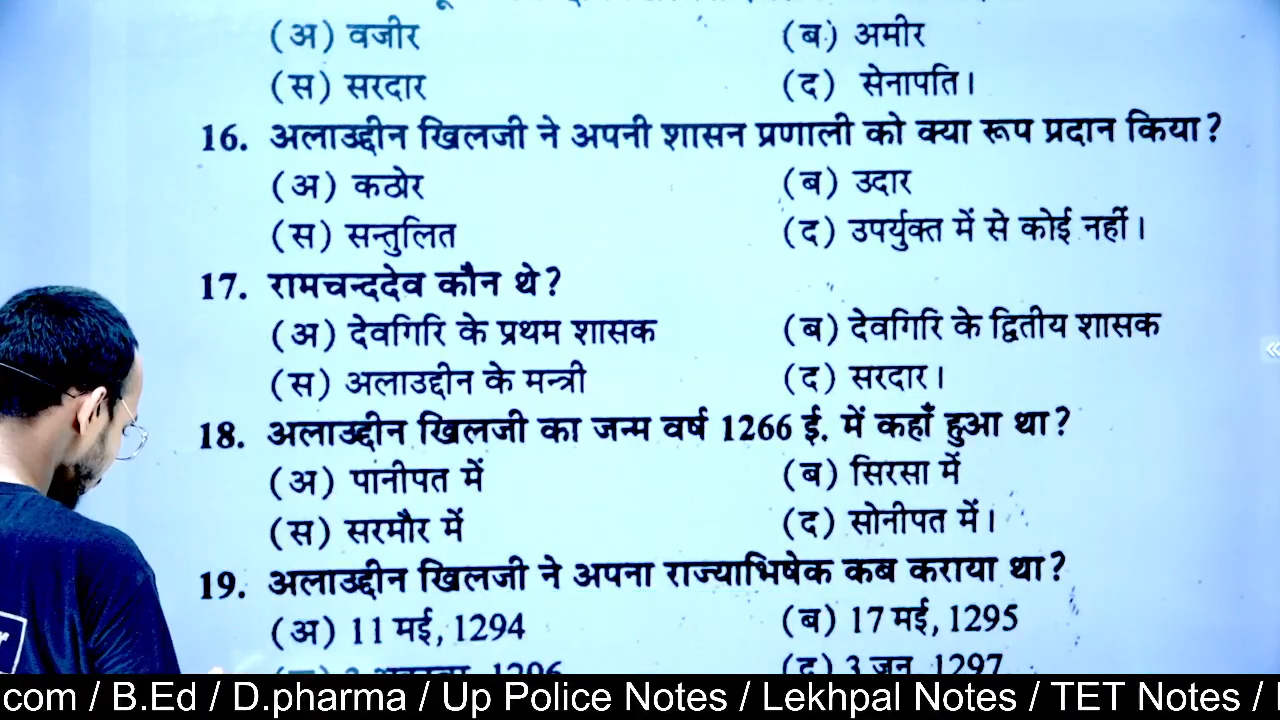 (अ) वजीर (ब) अमीर
(स) सरदार (द) सेनापति।
16. अलाउद्दीन खिलजी ने अपनी शासन प्रणाली को क्या रूप प्रदान किया?
(अ) कठोर (ब) उदार
(स) सन्तुलित (द) उपर्युक्त में से कोई नहीं।
17. रामचन्ददेव कौन थे?
(अ) देवगिरि के प्रथम शासक (ब) देवगिरि के द्वितीय शासक
(स) अलाउद्दीन के मन्त्री (द) सरदार।
18. अलाउद्दीन खिलजी का जन्म वर्ष 1266 ई. में कहाँ हुआ था?
(अ) पानीपत में (ब) सिरसा में
(स) सरमौर में (द) सोनीपत में।
19. अलाउद्दीन खिलजी ने अपना राज्याभिषेक कब कराया था?
(अ) 11 मई, 1294 (ब) 17 मई, 1295
(द) 3 जून, 1297
com / B.Ed / D.pharma / Up Police Notes / Lekhpal Notes / TET Notes /